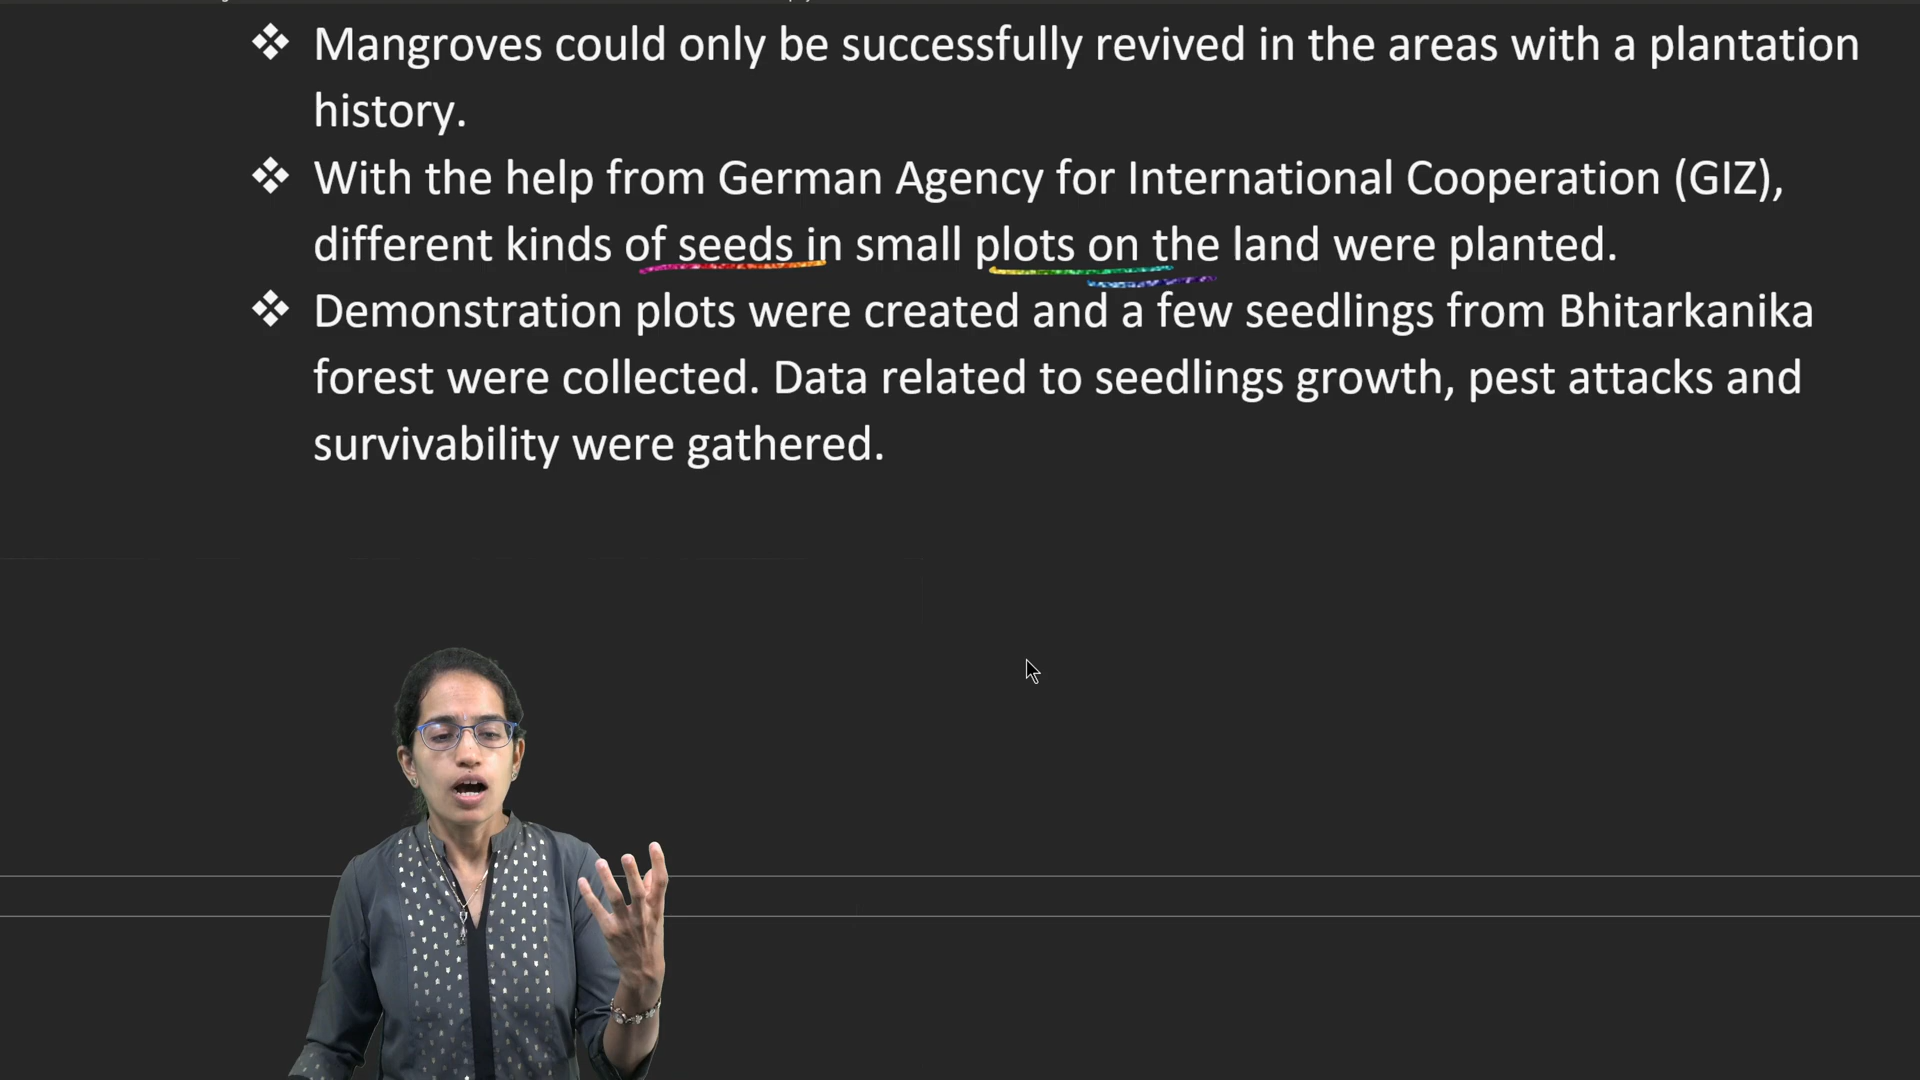 ❖ Mangroves could only be successfully revived in the areas with a plantation
history.
❖ With the help from German Agency for International Cooperation (GIZ),
different kinds of seeds in small plots on the land were planted.
❖ Demonstration plots were created and a few seedlings from Bhitarkanika
forest were collected. Data related to seedlings growth, pest attacks and
survivability were gathered.